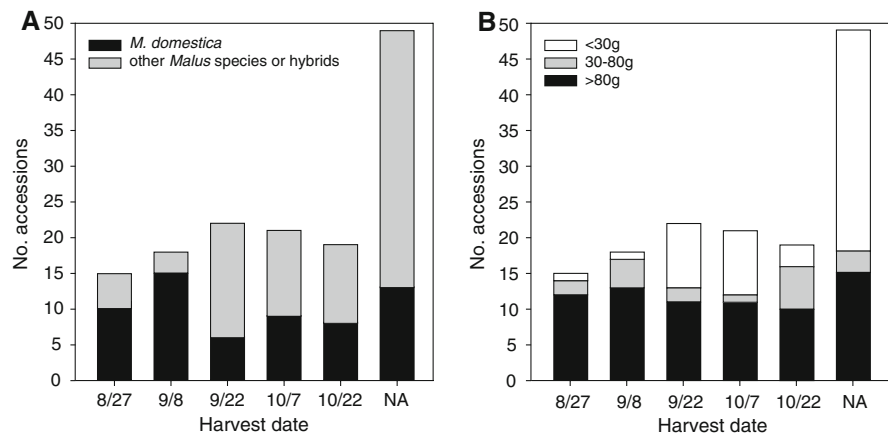 A
50
45
40
35
30
25
20
15
10
5
0
No. accessions
M. domestica
other Malus species or hybrids
8/27 9/8 9/22 10/7 10/22 NA
Harvest date
B
50
45
40
35
30
25
20
15
10
5
0
No. accessions
<30g
30-80g
>80g
8/27 9/8 9/22 10/7 10/22 NA
Harvest date